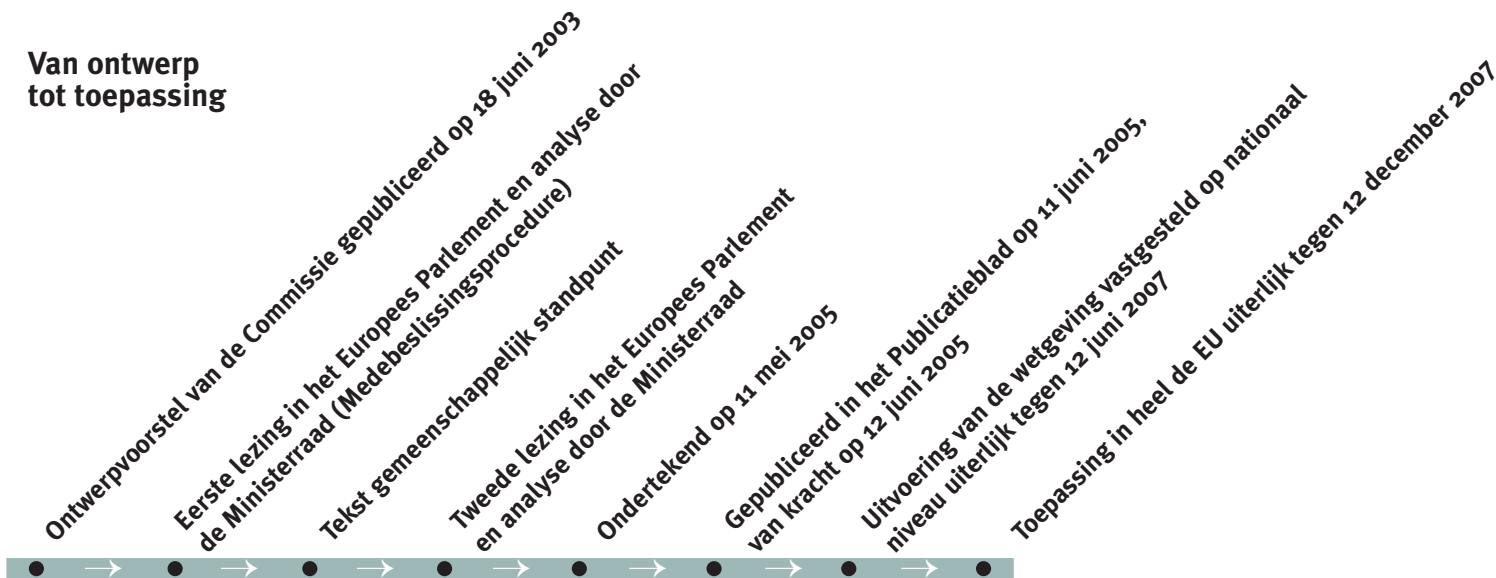 Van ontwerp
tot toepassing
Ontwerpvoorstel van de Commissie gepubliceerd op 18 juni 2003
Eerste lezing in het Europees Parlement en analyse door
de Ministerraad (Medebeslissingsprocedure)
Tekst gemeenschappelijk standpunt
Tweede lezing in het Europees Parlement
en analyse door de Ministerraad
Ondertekend op 11 mei 2005
Gepubliceerd in het Publicatieblad op 11 juni 2005,
van kracht op 12 juni 2005
Uitvoering van de wetgeving vastgesteld op nationaal
niveau uiterlijk tegen 12 juni 2007
Toepassing in heel de EU uiterlijk tegen 12 december 2007